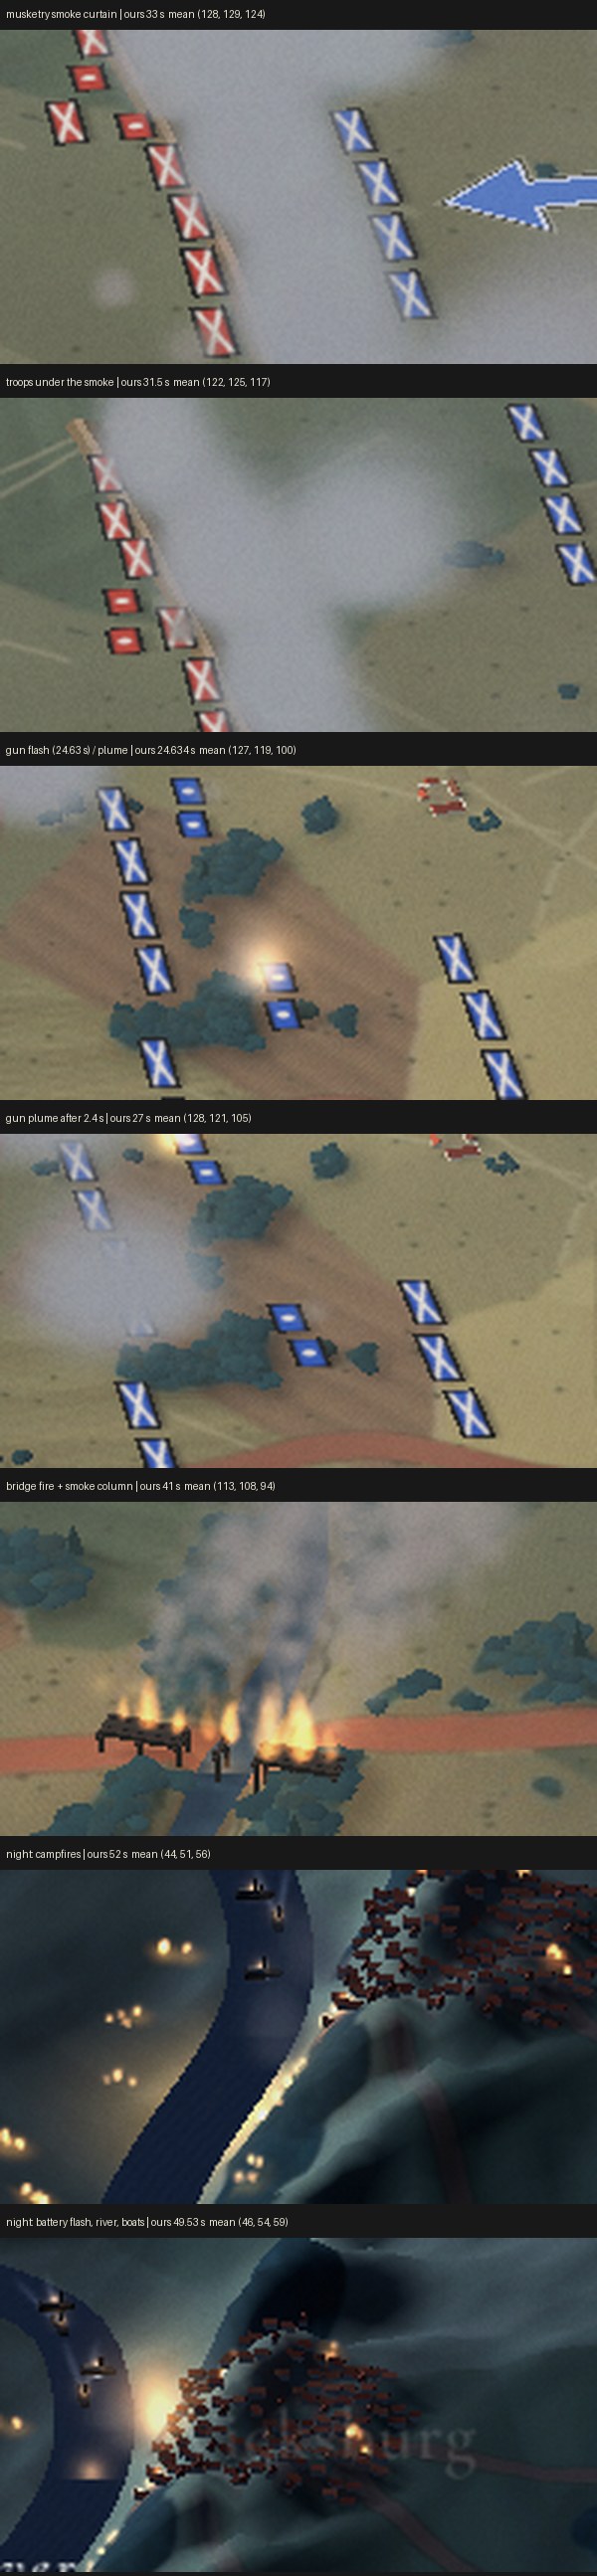 musketry smoke curtain | ours 33 s mean (128, 129, 124)
troops under the smoke | ours 31.5 s mean (122, 125, 117)
gun flash (24.63 s) / plume | ours 24.634 s mean (127, 119, 100)
gun plume after 2.4 s | ours 27 s mean (128, 121, 105)
bridge fire + smoke column | ours 41 s mean (113, 108, 94)
night campfires | ours 52 s mean (44, 51, 56)
night battery flash, river, boats | ours 49.53 s mean (46, 54, 59)
icksburg
ver